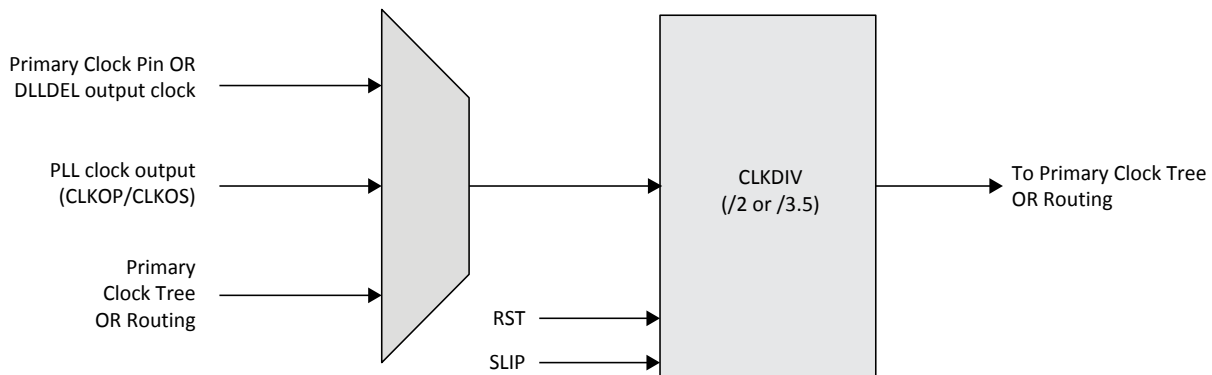 Primary Clock Pin OR
DLLDEL output clock
PLL clock output
(CLKOP/CLKOS)
Primary
Clock Tree
OR Routing
RST
SLIP
CLKDIV
(/2 or /3.5)
To Primary Clock Tree
OR Routing